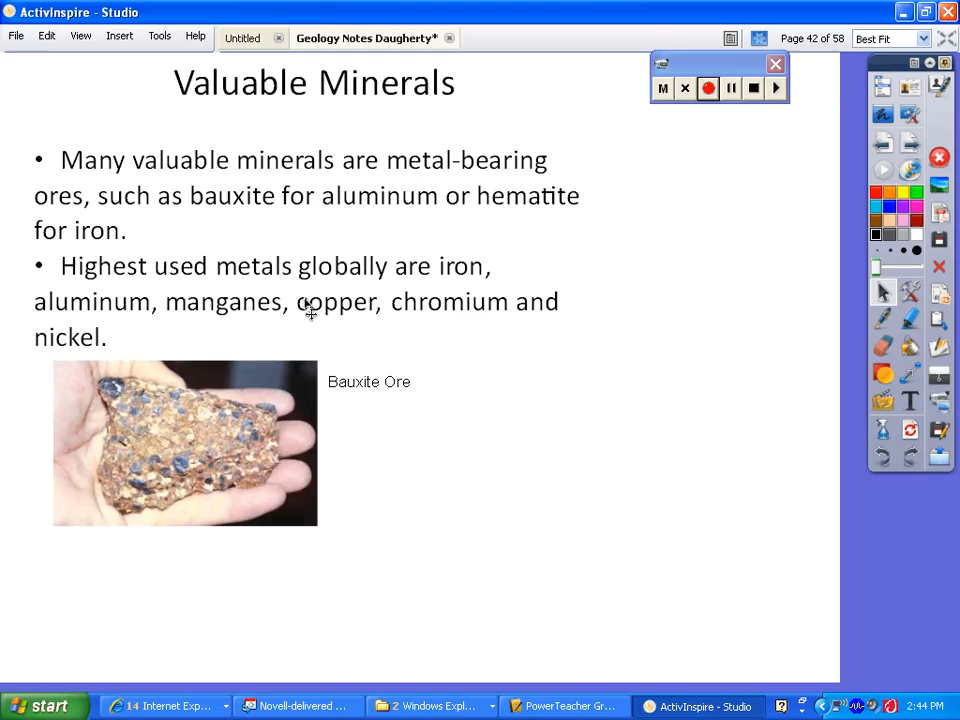 ActivInspire - Studio
File Edit View Insert Tools Help
Untitled
Geology Notes Daugherty*
Page 42 of 58
Best Fit
M
Valuable Minerals
• Many valuable minerals are metal-bearing
ores, such as bauxite for aluminum or hematite
for iron.
• Highest used metals globally are iron,
aluminum, manganes, copper, chromium and
nickel.
Bauxite Ore
T
start
14 Internet Exp...
Novell-delivered ...
2 Windows Expl...
PowerTeacher Gr...
ActivInspire - Studio
2:44 PM